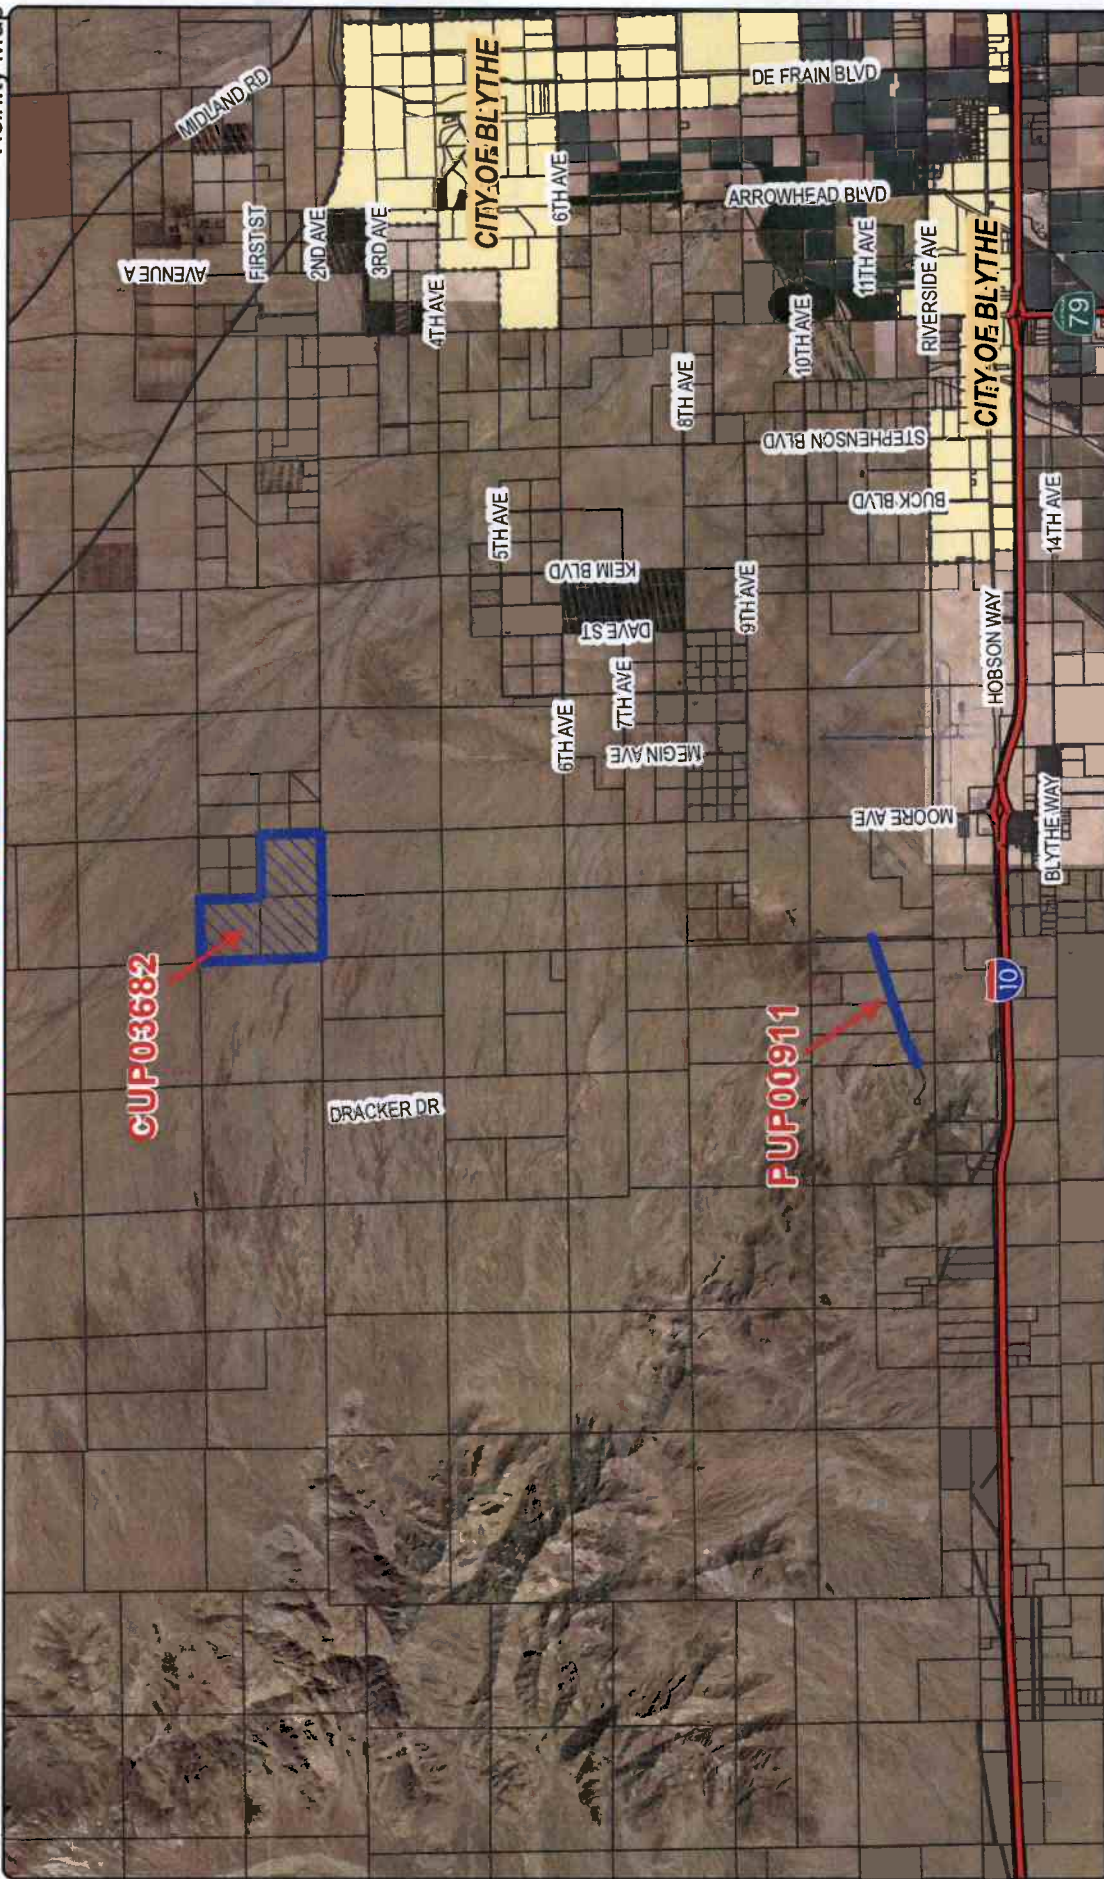 MIDLAND RD
CITY OF BLYTHE
DE FRAIN BLVD
AVENUE A
FIRST ST
2ND AVE
3RD AVE
4TH AVE
6TH AVE
ARROWHEAD BLVD
10TH AVE
11TH AVE
RIVERSIDE AVE
CITY OF BLYTHE
79
8TH AVE
STEPHENSON BLVD
BUCK BLVD
14TH AVE
5TH AVE
KEIM BLVD
DAVE ST
9TH AVE
HOBSON WAY
6TH AVE
7TH AVE
MEGIN AVE
MOORE AVE
BLYTHE WAY
CUP03682
DRACKER DR
PUP00911
10